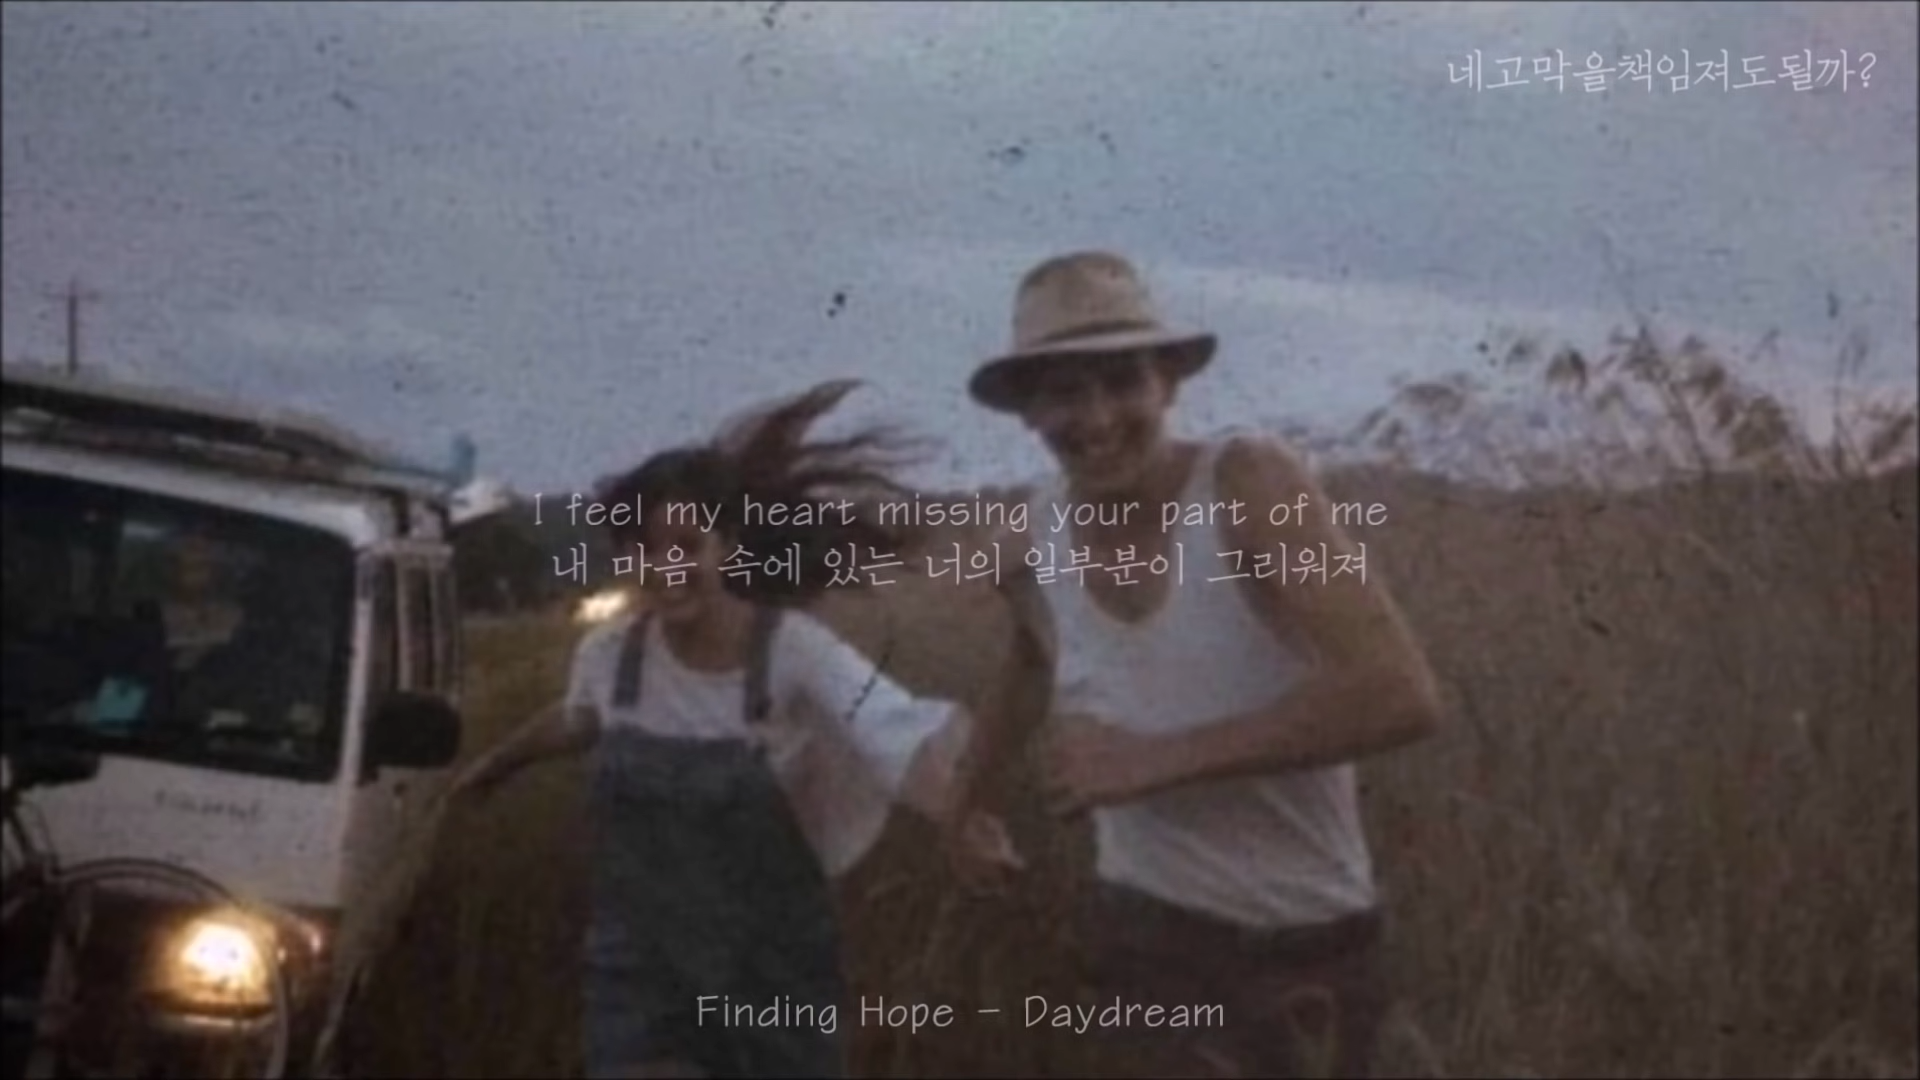 네고막을책임져도될까?
I feel my heart missing your part of me
내 마음 속에 있는 너의 일부분이 그리워져
Finding Hope - Daydream